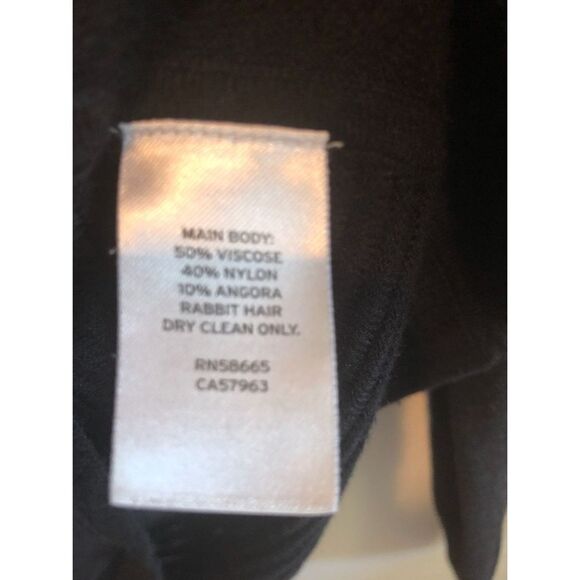 MAIN BODY:
50% VISCOSE
40% NYLON
10% ANGORA
RABBIT HAIR
DRY CLEAN ONLY.
RN58665
CA57963